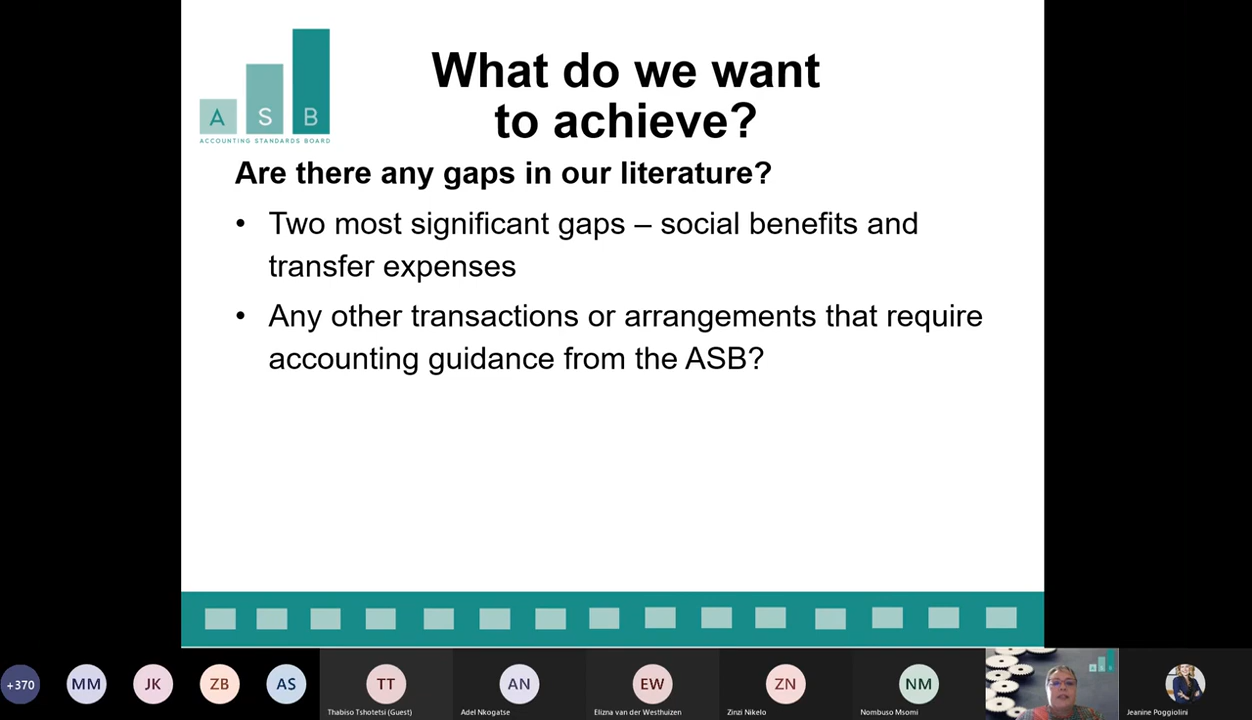 What do we want
to achieve?
A S B
ACCOUNTING STANDARDS BOARD
Are there any gaps in our literature?
• Two most significant gaps – social benefits and
transfer expenses
• Any other transactions or arrangements that require
accounting guidance from the ASB?
+370
MM
JK
ZB
AS
TT
AN
EW
ZN
NM
Thabiso Tshotetsi (Guest)
Adel Nkogatse
Elizna van der Westhuizen
Zinzi Nikelo
Nombuso Msomi
Jeanine Poggiolini